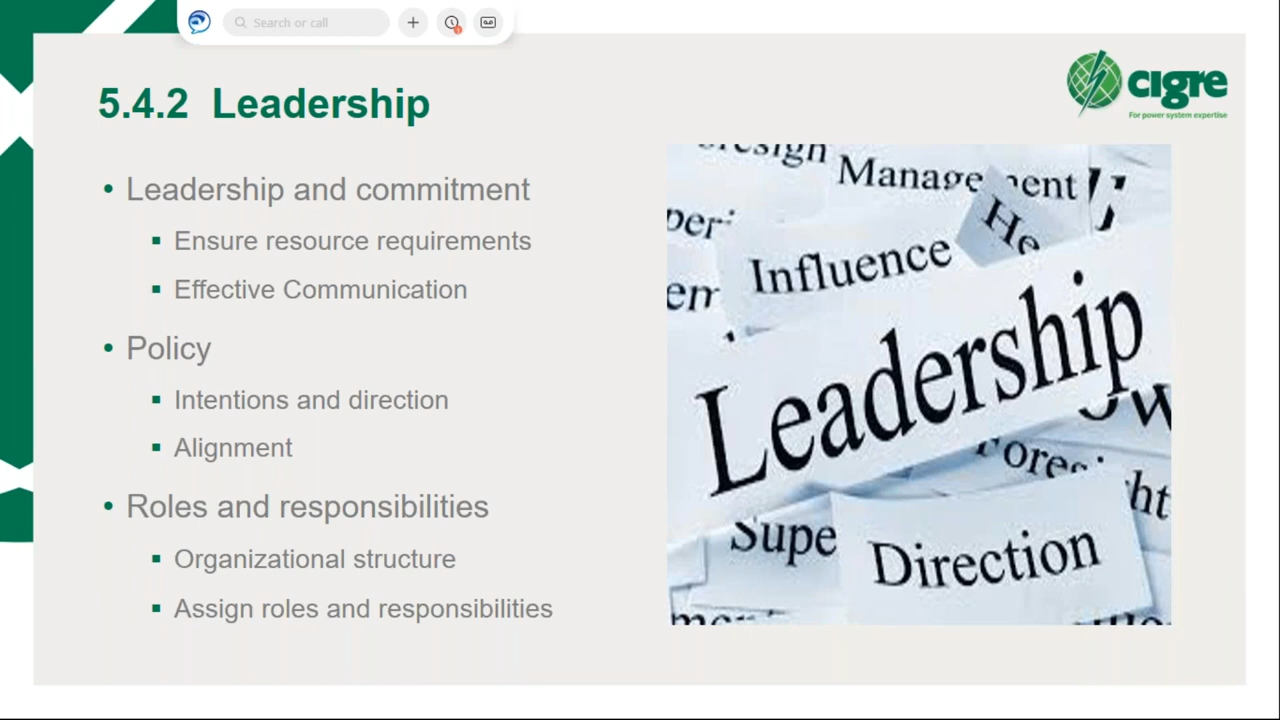 Search or call
5.4.2 Leadership
cigre
For power system expertise
• Leadership and commitment
▪ Ensure resource requirements
▪ Effective Communication
• Policy
▪ Intentions and direction
▪ Alignment
• Roles and responsibilities
▪ Organizational structure
▪ Assign roles and responsibilities
Influence
Leadership
Direction